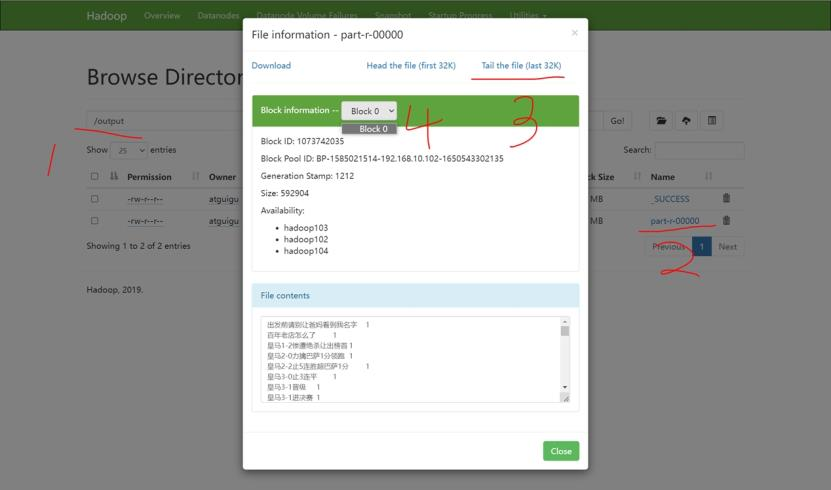 Hadoop Overview Datanodes Datanode Volume Failures Snapshot Startup Progress Utilities
File information - part-r-00000 ×
Download Head the file (first 32K) Tail the file (last 32K)
Browse Director
Block information -- Block 0
Block 0
/output Go!
1 4 3
Block ID: 1073742035
Show 25 entries Search:
Block Pool ID: BP-1585021514-192.168.10.102-1650543302135
Generation Stamp: 1212
Permission Owner ck Size Name
Size: 592904
-rw-r--r-- atguigu MB _SUCCESS
Availability:
-rw-r--r-- atguigu MB part-r-00000
hadoop103
hadoop102
hadoop104
Showing 1 to 2 of 2 entries Previous 1 Next
2
Hadoop, 2019.
File contents
出发前请别让爸妈看到我名字 1
百年老店怎么了 1
皇马1-2惨遭绝杀让出榜首 1
皇马2-0力擒巴萨1分领跑 1
皇马2-2止5连胜超巴萨1分 1
皇马3-0止3连平 1
皇马3-1晋级 1
皇马3-1进决赛 1
Close